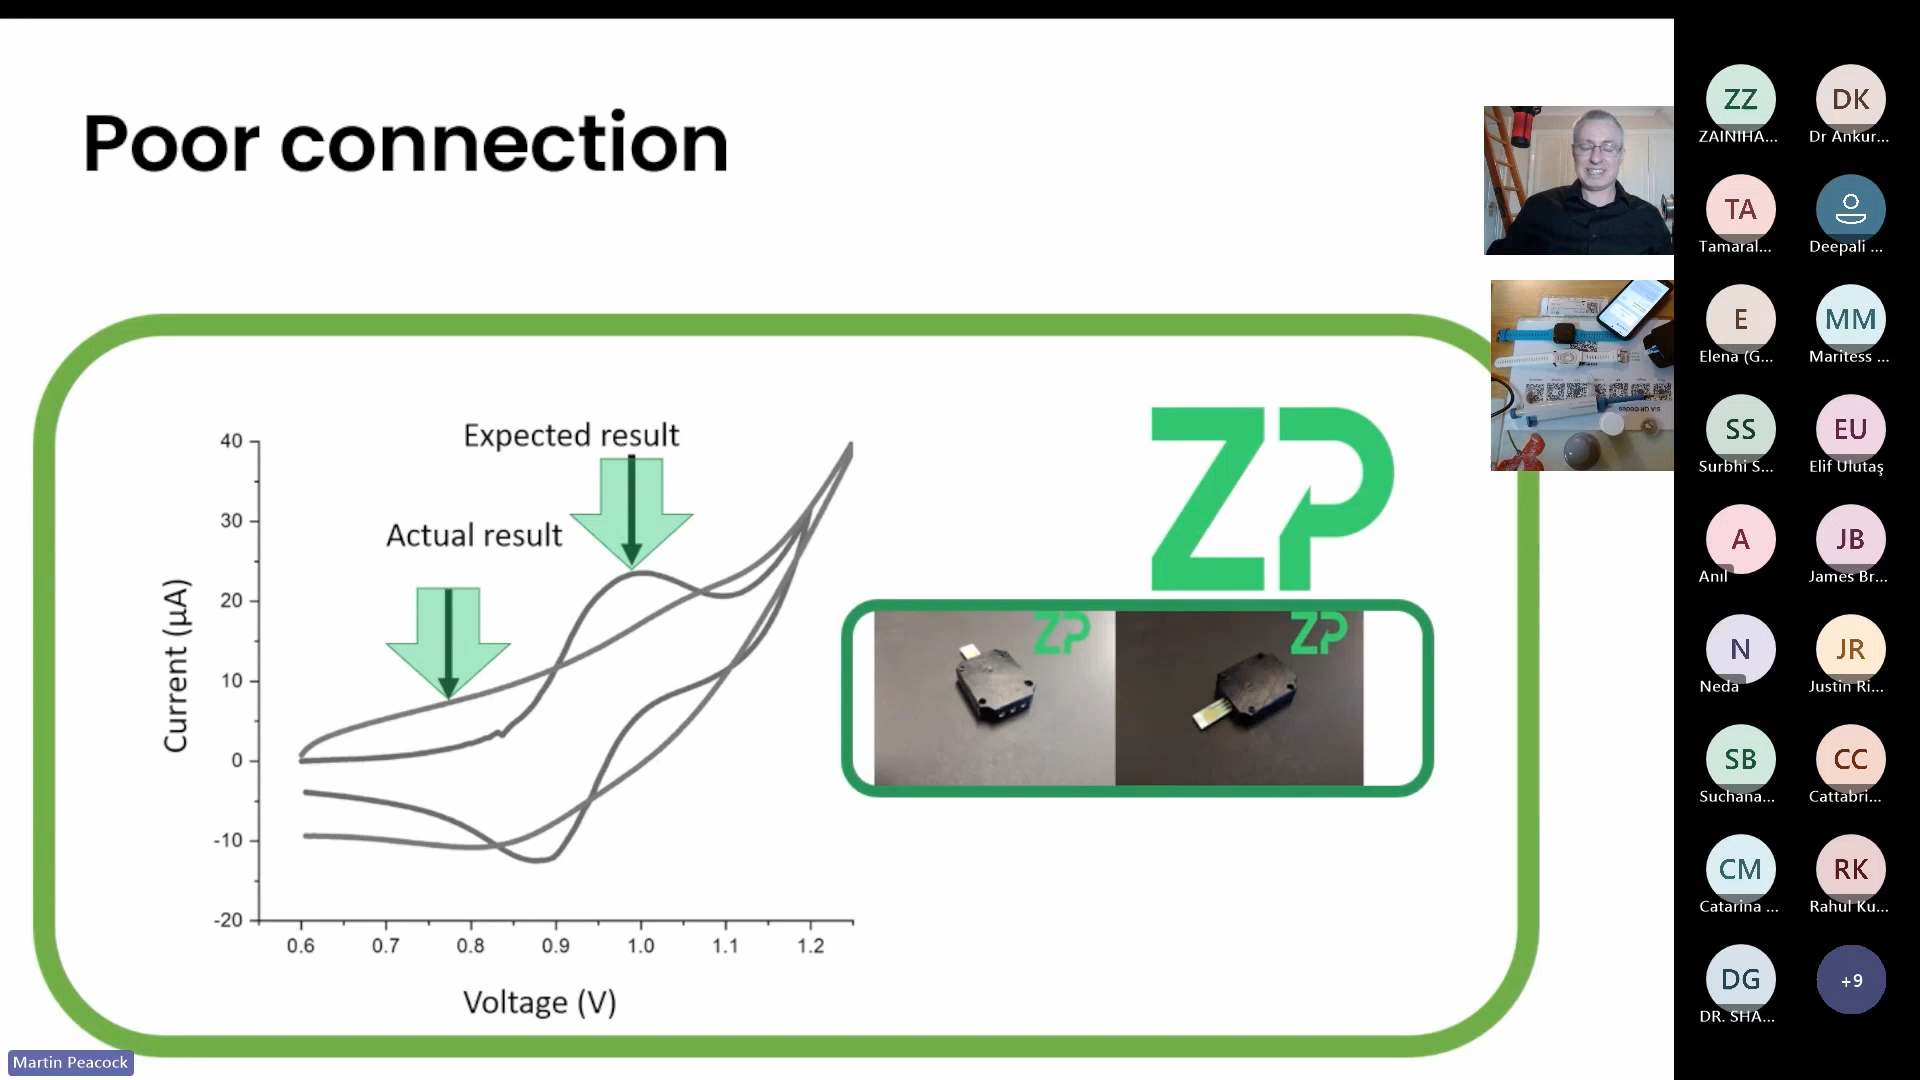 Poor connection
Expected result
Actual result
Current (µA)
40
30
20
10
0
-10
-20
0.6 0.7 0.8 0.9 1.0 1.1 1.2
Voltage (V)
ZP
ZP ZP
Martin Peacock
ZZ DK
ZAINIHA... Dr Ankur...
TA
Tamaral... Deepali ...
E MM
Elena (G... Maritess ...
SS EU
Surbhi S... Elif Ulutaş
A JB
Anıl James Br...
N JR
Neda Justin Ri...
SB CC
Suchana... Cattabri...
CM RK
Catarina ... Rahul Ku...
DG +9
DR. SHA...